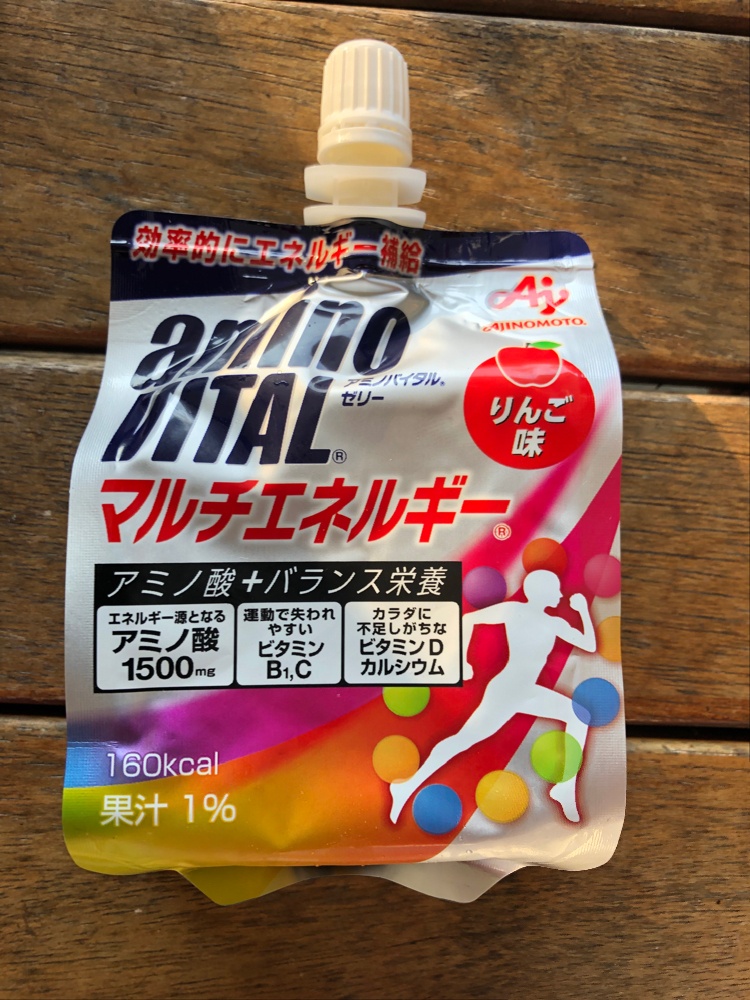 効率的にエネルギー補給
Aji
AJINOMOTO®
amino
VITAL®
アミノバイタル®
ゼリー
りんご
味
マルチエネルギー®
アミノ酸+バランス栄養
エネルギー源となる
アミノ酸
1500mg
運動で失われ
やすい
ビタミン
B1,C
カラダに
不足しがちな
ビタミンD
カルシウム
160kcal
果汁 1%